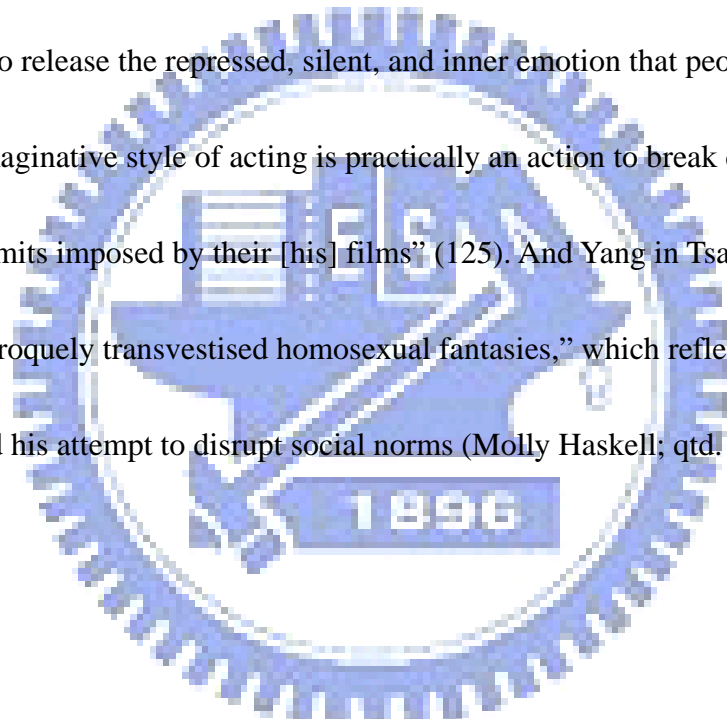 o release the repressed, silent, and inner emotion that peo
aginative style of acting is practically an action to break
mits imposed by their [his] films” (125). And Yang in Tsa
roquely transvestised homosexual fantasies,” which refle
l his attempt to disrupt social norms (Molly Haskell; qtd.
E S
1896